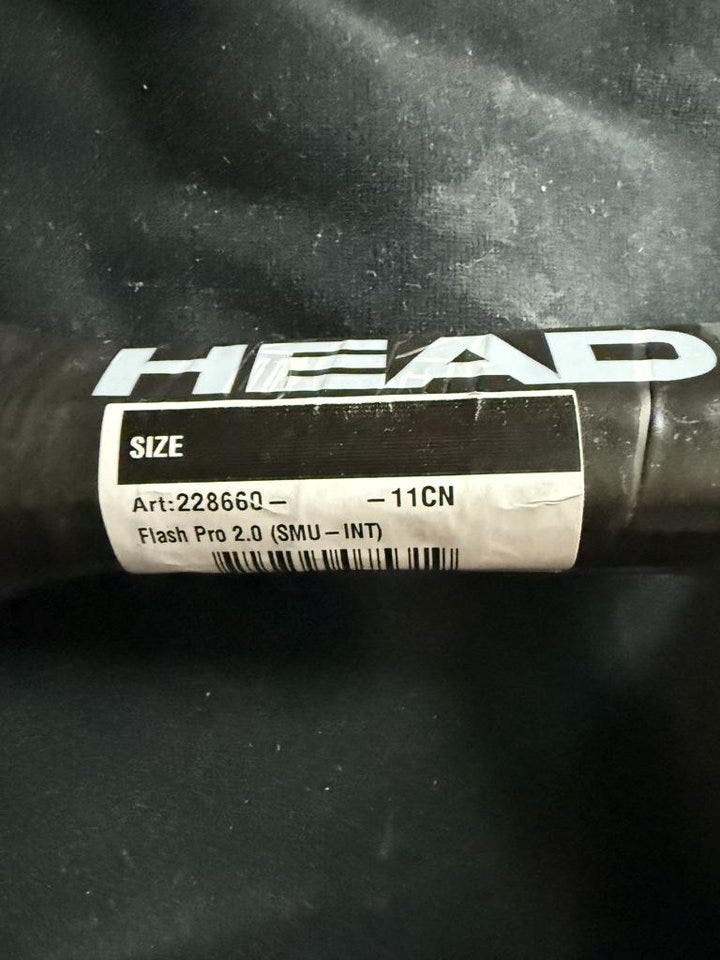 HEAD
SIZE
Art:228660- -11CN
Flash Pro 2.0 (SMU-INT)